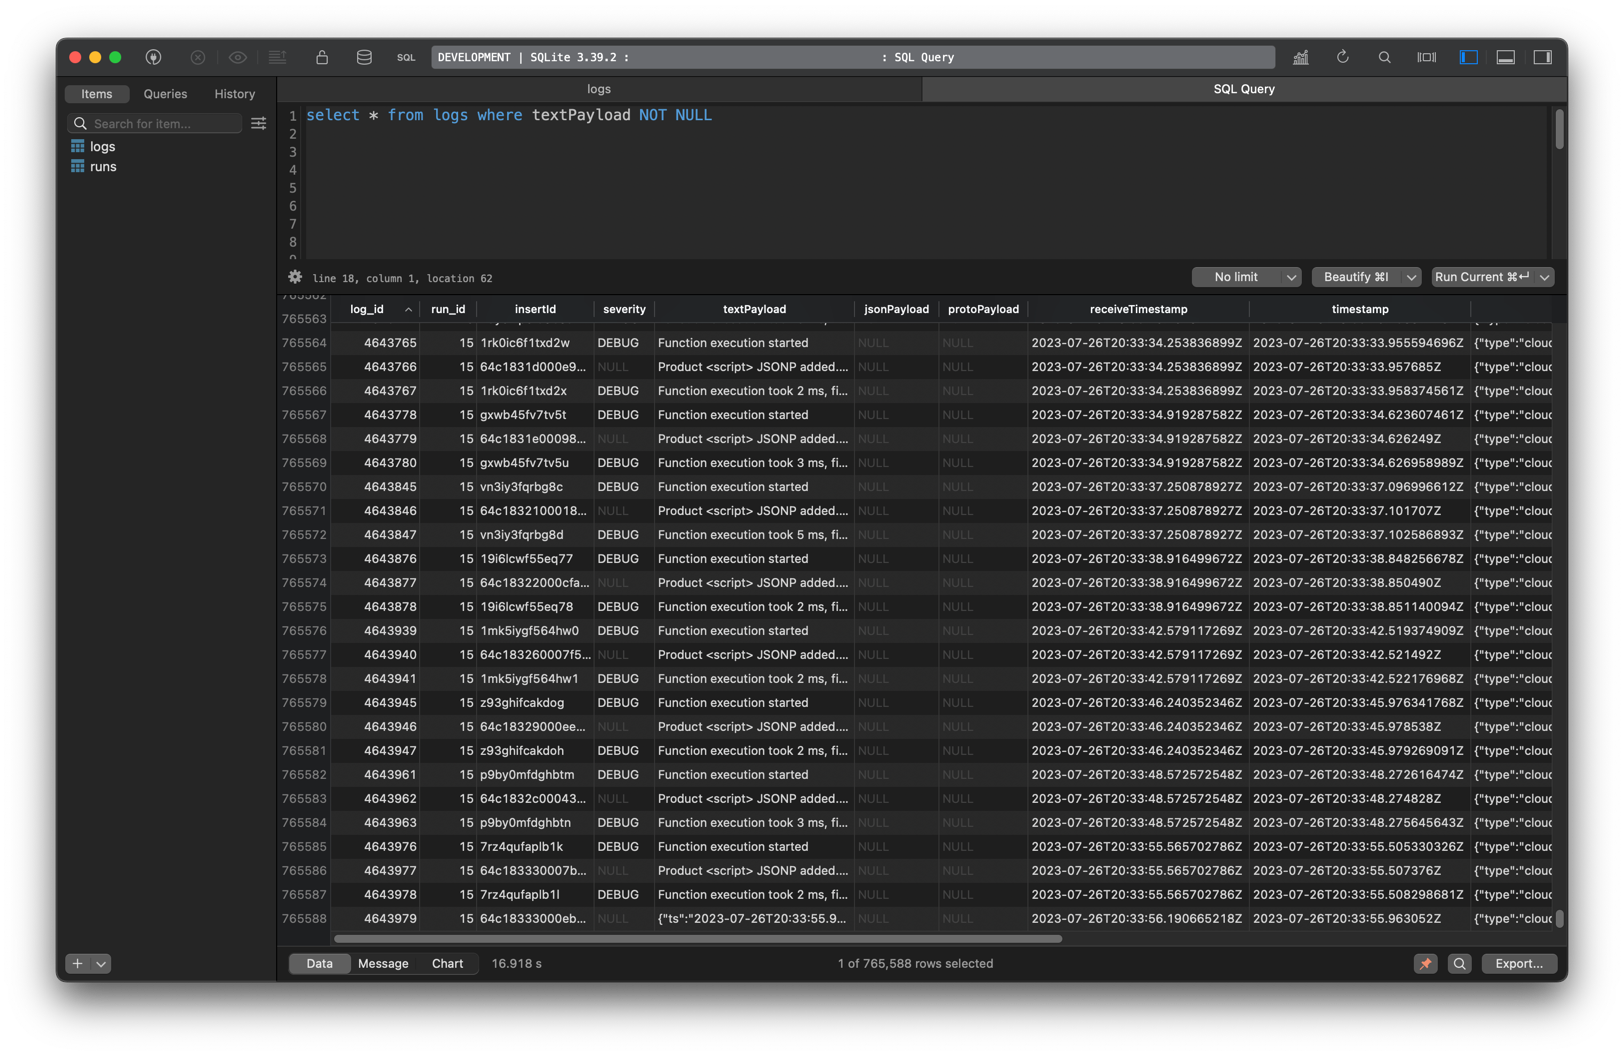 SQL
DEVELOPMENT | SQLite 3.39.2 : : SQL Query
Items Queries History
logs SQL Query
Search for item...
logs
runs
1 select * from logs where textPayload NOT NULL
2
3
4
5
6
7
8
line 18, column 1, location 62
No limit Beautify ⌘I Run Current ⌘↵
log_id run_id insertId severity textPayload jsonPayload protoPayload receiveTimestamp timestamp
765563
765564 4643765 15 1rk0ic6f1txd2w DEBUG Function execution started NULL NULL 2023-07-26T20:33:34.253836899Z 2023-07-26T20:33:33.955594696Z {"type":"cloud
765565 4643766 15 64c1831d000e9... NULL Product <script> JSONP added.... NULL NULL 2023-07-26T20:33:34.253836899Z 2023-07-26T20:33:33.957685Z {"type":"cloud
765566 4643767 15 1rk0ic6f1txd2x DEBUG Function execution took 2 ms, fi... NULL NULL 2023-07-26T20:33:34.253836899Z 2023-07-26T20:33:33.958374561Z {"type":"cloud
765567 4643778 15 gxwb45fv7tv5t DEBUG Function execution started NULL NULL 2023-07-26T20:33:34.919287582Z 2023-07-26T20:33:34.623607461Z {"type":"cloud
765568 4643779 15 64c1831e00098... NULL Product <script> JSONP added.... NULL NULL 2023-07-26T20:33:34.919287582Z 2023-07-26T20:33:34.626249Z {"type":"cloud
765569 4643780 15 gxwb45fv7tv5u DEBUG Function execution took 3 ms, fi... NULL NULL 2023-07-26T20:33:34.919287582Z 2023-07-26T20:33:34.626958989Z {"type":"cloud
765570 4643845 15 vn3iy3fqrbg8c DEBUG Function execution started NULL NULL 2023-07-26T20:33:37.250878927Z 2023-07-26T20:33:37.096996612Z {"type":"cloud
765571 4643846 15 64c1832100018... NULL Product <script> JSONP added.... NULL NULL 2023-07-26T20:33:37.250878927Z 2023-07-26T20:33:37.101707Z {"type":"cloud
765572 4643847 15 vn3iy3fqrbg8d DEBUG Function execution took 5 ms, fi... NULL NULL 2023-07-26T20:33:37.250878927Z 2023-07-26T20:33:37.102586893Z {"type":"cloud
765573 4643876 15 19i6lcwf55eq77 DEBUG Function execution started NULL NULL 2023-07-26T20:33:38.916499672Z 2023-07-26T20:33:38.848256678Z {"type":"cloud
765574 4643877 15 64c18322000cfa... NULL Product <script> JSONP added.... NULL NULL 2023-07-26T20:33:38.916499672Z 2023-07-26T20:33:38.850490Z {"type":"cloud
765575 4643878 15 19i6lcwf55eq78 DEBUG Function execution took 2 ms, fi... NULL NULL 2023-07-26T20:33:38.916499672Z 2023-07-26T20:33:38.851140094Z {"type":"cloud
765576 4643939 15 1mk5iygf564hw0 DEBUG Function execution started NULL NULL 2023-07-26T20:33:42.579117269Z 2023-07-26T20:33:42.519374909Z {"type":"cloud
765577 4643940 15 64c183260007f5... NULL Product <script> JSONP added.... NULL NULL 2023-07-26T20:33:42.579117269Z 2023-07-26T20:33:42.521492Z {"type":"cloud
765578 4643941 15 1mk5iygf564hw1 DEBUG Function execution took 2 ms, fi... NULL NULL 2023-07-26T20:33:42.579117269Z 2023-07-26T20:33:42.522176968Z {"type":"cloud
765579 4643945 15 z93ghifcakdog DEBUG Function execution started NULL NULL 2023-07-26T20:33:46.240352346Z 2023-07-26T20:33:45.976341768Z {"type":"cloud
765580 4643946 15 64c18329000ee... NULL Product <script> JSONP added.... NULL NULL 2023-07-26T20:33:46.240352346Z 2023-07-26T20:33:45.978538Z {"type":"cloud
765581 4643947 15 z93ghifcakdoh DEBUG Function execution took 2 ms, fi... NULL NULL 2023-07-26T20:33:46.240352346Z 2023-07-26T20:33:45.979269091Z {"type":"cloud
765582 4643961 15 p9by0mfdghbtm DEBUG Function execution started NULL NULL 2023-07-26T20:33:48.572572548Z 2023-07-26T20:33:48.272616474Z {"type":"cloud
765583 4643962 15 64c1832c00043... NULL Product <script> JSONP added.... NULL NULL 2023-07-26T20:33:48.572572548Z 2023-07-26T20:33:48.274828Z {"type":"cloud
765584 4643963 15 p9by0mfdghbtn DEBUG Function execution took 3 ms, fi... NULL NULL 2023-07-26T20:33:48.572572548Z 2023-07-26T20:33:48.275645643Z {"type":"cloud
765585 4643976 15 7rz4qufaplb1k DEBUG Function execution started NULL NULL 2023-07-26T20:33:55.565702786Z 2023-07-26T20:33:55.505330326Z {"type":"cloud
765586 4643977 15 64c183330007b... NULL Product <script> JSONP added.... NULL NULL 2023-07-26T20:33:55.565702786Z 2023-07-26T20:33:55.507376Z {"type":"cloud
765587 4643978 15 7rz4qufaplb1l DEBUG Function execution took 2 ms, fi... NULL NULL 2023-07-26T20:33:55.565702786Z 2023-07-26T20:33:55.508298681Z {"type":"cloud
765588 4643979 15 64c18333000eb... NULL {"ts":"2023-07-26T20:33:55.9... NULL NULL 2023-07-26T20:33:56.190665218Z 2023-07-26T20:33:55.963052Z {"type":"cloud
Data Message Chart 16.918 s 1 of 765,588 rows selected Export...